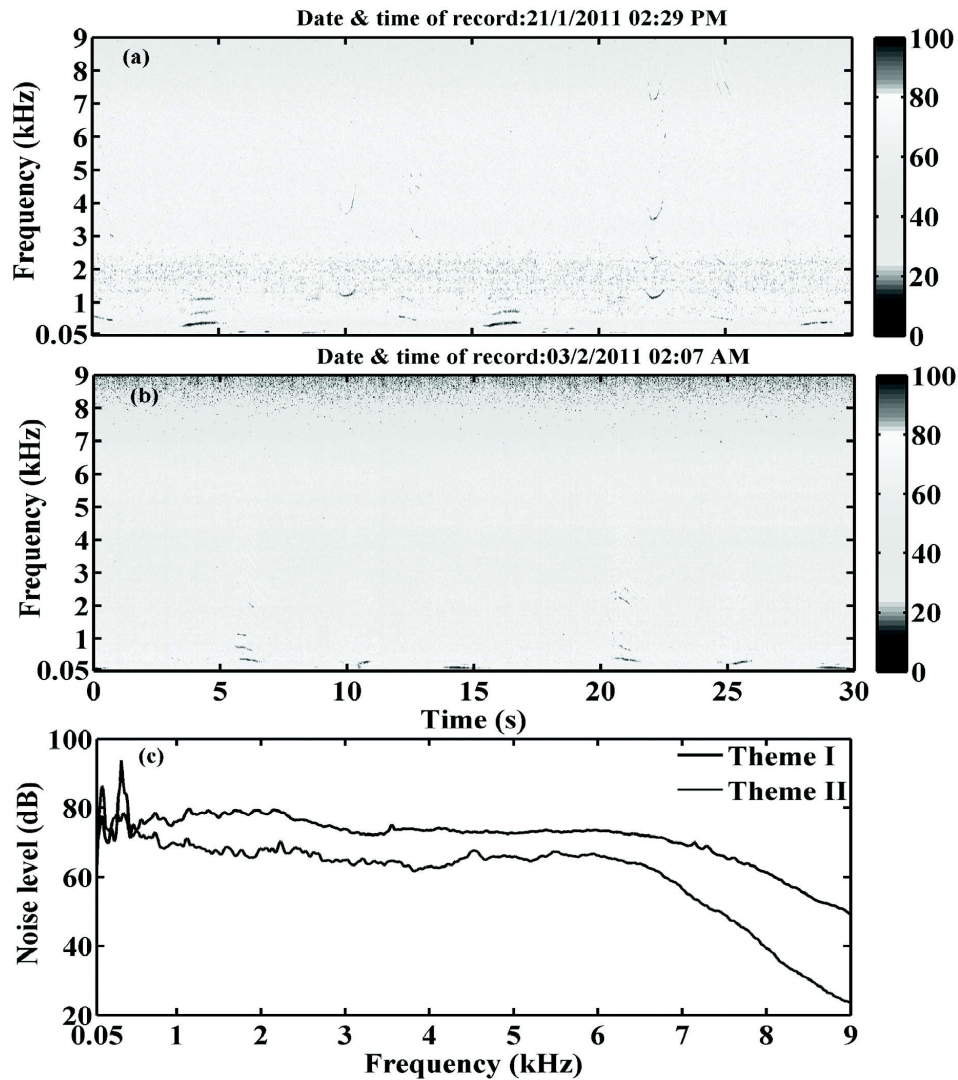 Date & time of record:21/1/2011 02:29 PM
(a)
Frequency (kHz)
9
8
7
6
5
4
3
2
1
0.05
100
80
60
40
20
0
Date & time of record:03/2/2011 02:07 AM
(b)
Frequency (kHz)
9
8
7
6
5
4
3
2
1
0.05
100
80
60
40
20
0
0 5 10 15 20 25 30
Time (s)
(c)
Theme I
Theme II
Noise level (dB)
100
80
60
40
20
0.05 1 2 3 4 5 6 7 8 9
Frequency (kHz)